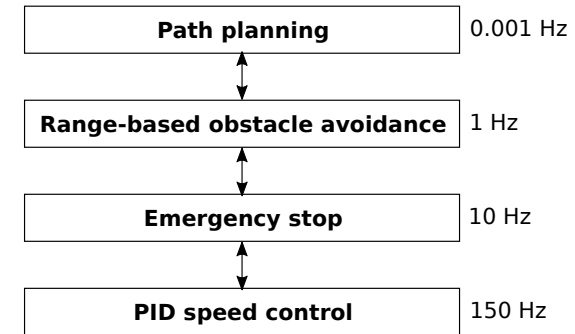 Path planning 0.001 Hz
Range-based obstacle avoidance 1 Hz
Emergency stop 10 Hz
PID speed control 150 Hz